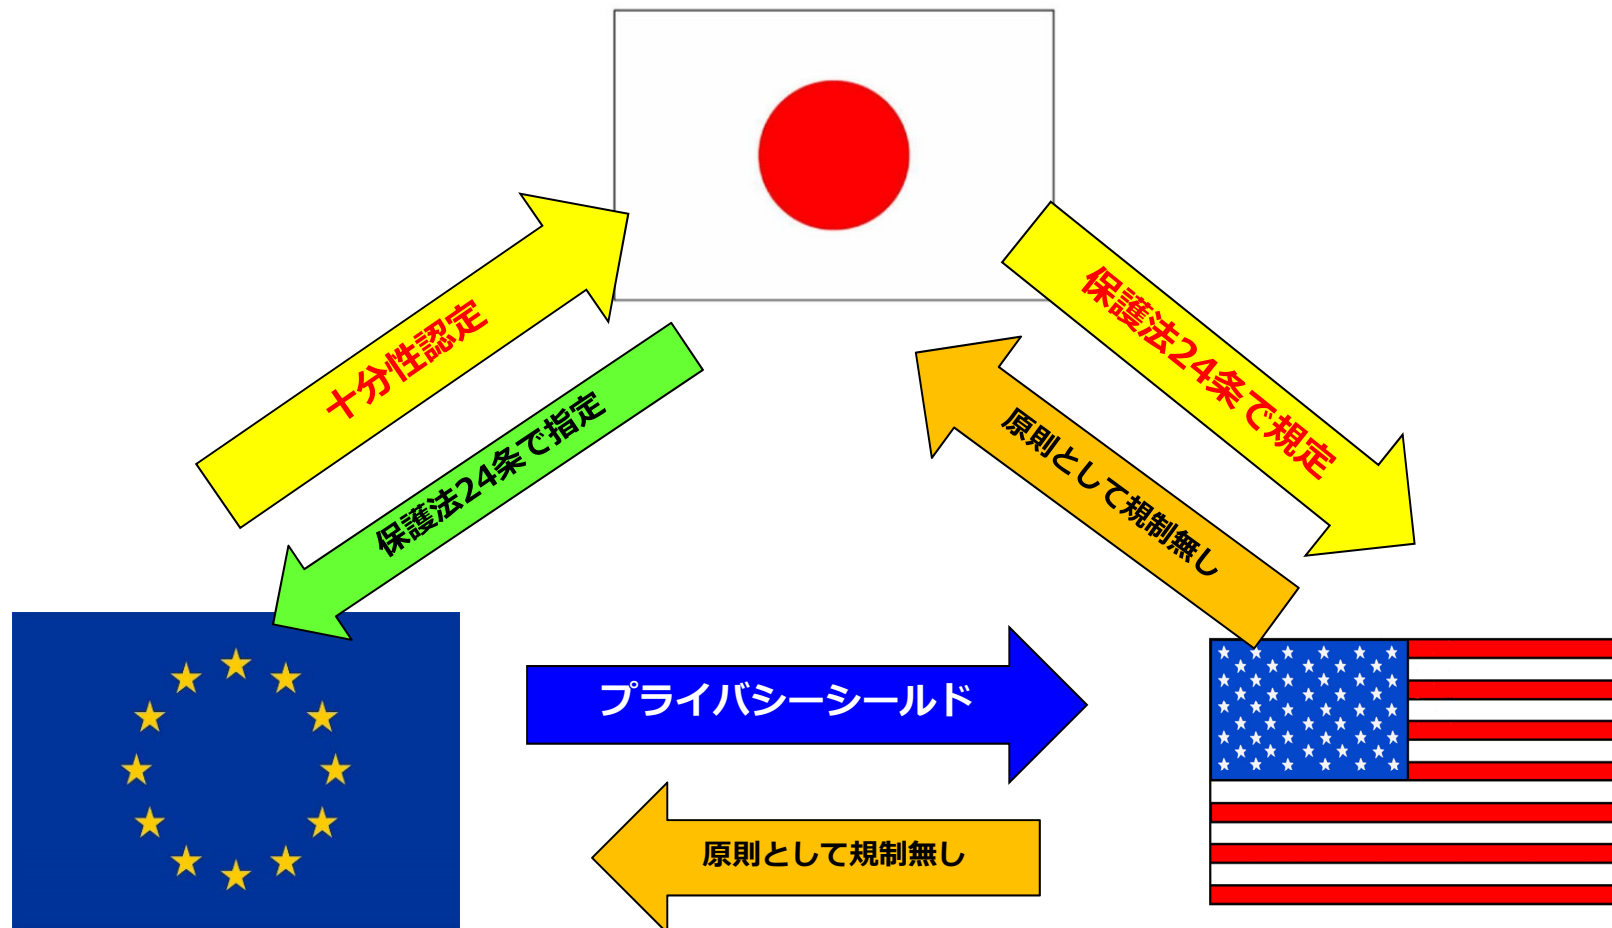 十分性認定
保護法24条で指定
保護法24条で規定
原則として規制無し
プライバシーシールド
原則として規制無し